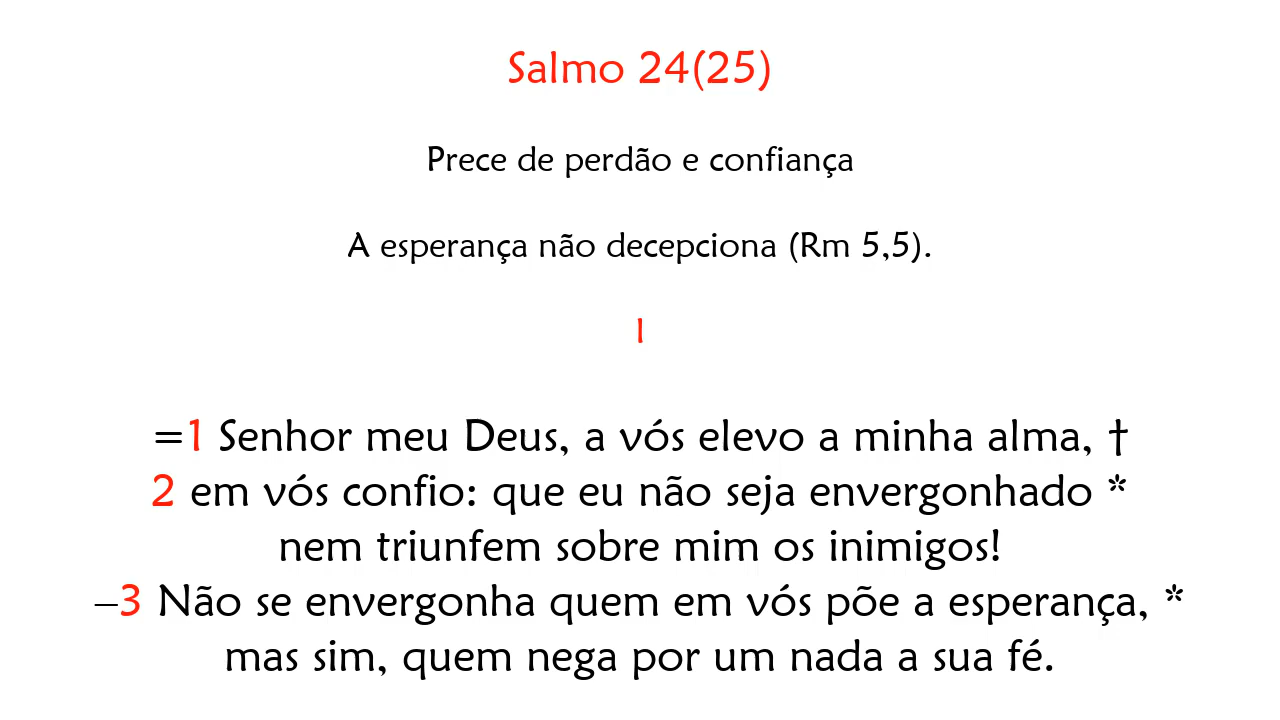 Salmo 24(25)
Prece de perdão e confiança
A esperança não decepciona (Rm 5,5).
I
=1 Senhor meu Deus, a vós elevo a minha alma, †
2 em vós confio: que eu não seja envergonhado *
nem triunfem sobre mim os inimigos!
–3 Não se envergonha quem em vós põe a esperança, *
mas sim, quem nega por um nada a sua fé.